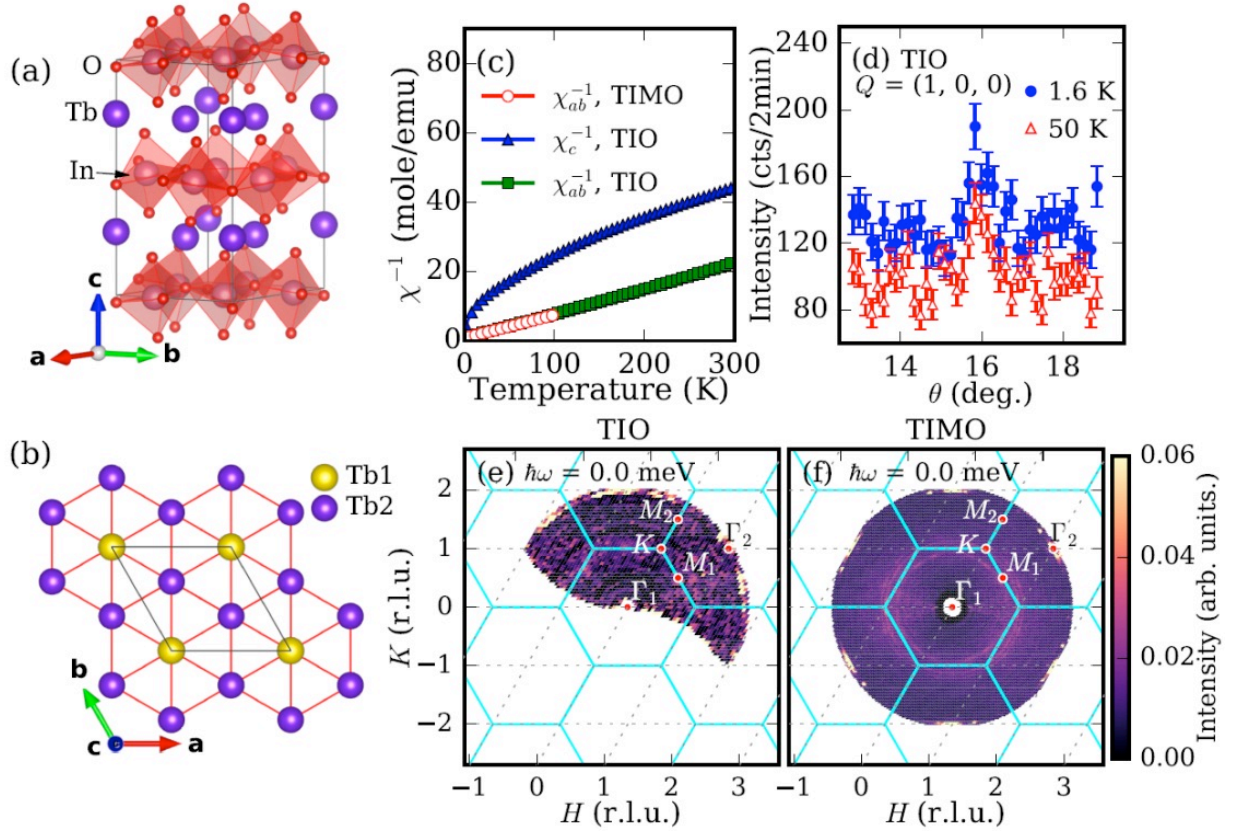 (a)
O
Tb
In
c
a
b
(b)
Tb1
Tb2
b
c
a
(c)
χab⁻¹, TIMO
χc⁻¹, TIO
χab⁻¹, TIO
χ⁻¹ (mole/emu)
80
60
40
20
0
0
100
200
300
Temperature (K)
(d) TIO
Q = (1, 0, 0)
1.6 K
50 K
Intensity (cts/2min)
240
200
160
120
80
14
16
18
θ (deg.)
TIO
(e) ħω = 0.0 meV
M₂
Γ₂
K
M₁
Γ₁
K (r.l.u.)
2
1
0
−1
−2
−1
0
1
2
3
H (r.l.u.)
TIMO
(f) ħω = 0.0 meV
M₂
Γ₂
K
M₁
Γ₁
−1
0
1
2
3
H (r.l.u.)
0.06
0.04
0.02
0.00
Intensity (arb. units.)